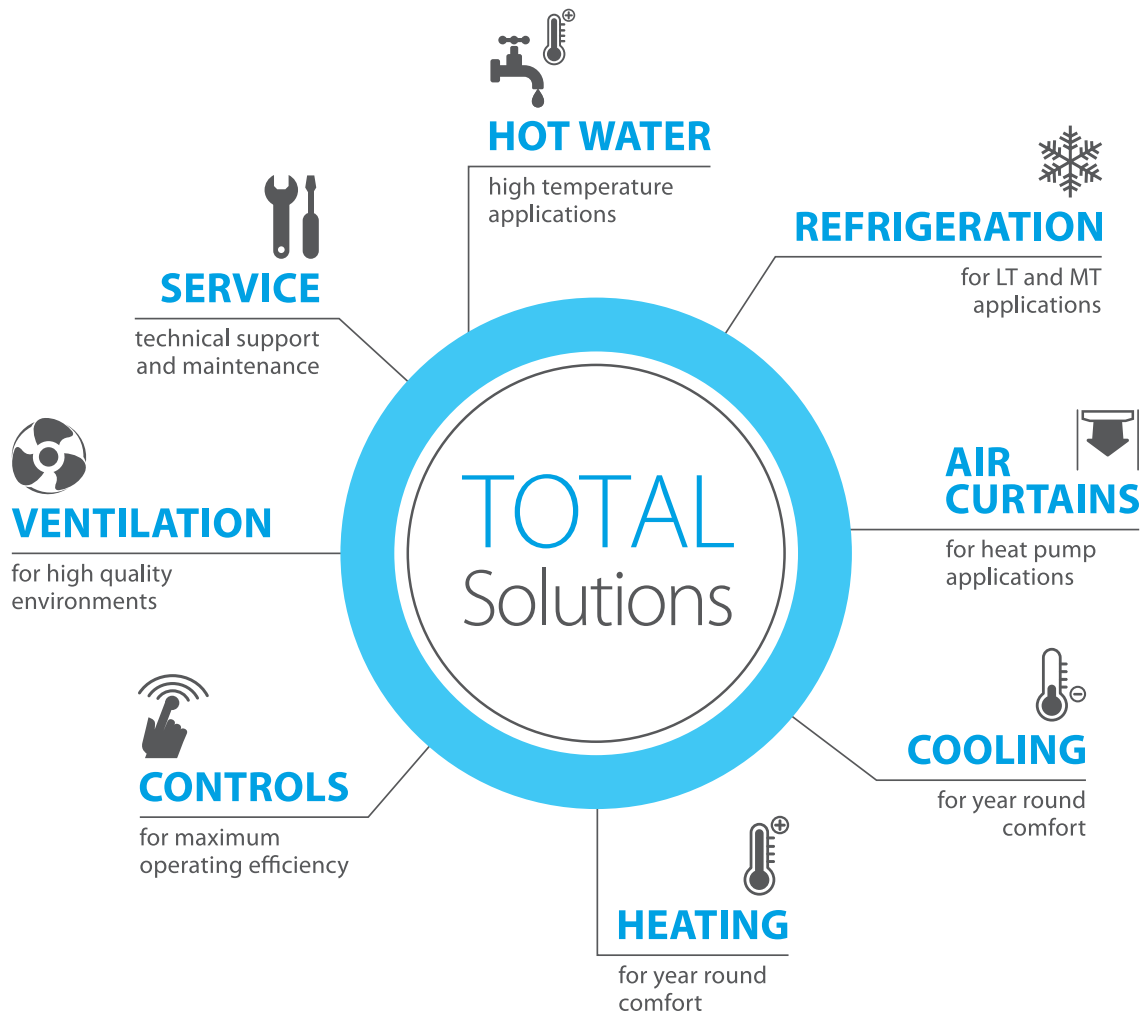 HOT WATER
high temperature
applications
REFRIGERATION
for LT and MT
applications
SERVICE
technical support
and maintenance
AIR
CURTAINS
for heat pump
applications
VENTILATION
for high quality
environments
TOTAL
Solutions
COOLING
for year round
comfort
CONTROLS
for maximum
operating efficiency
HEATING
for year round
comfort